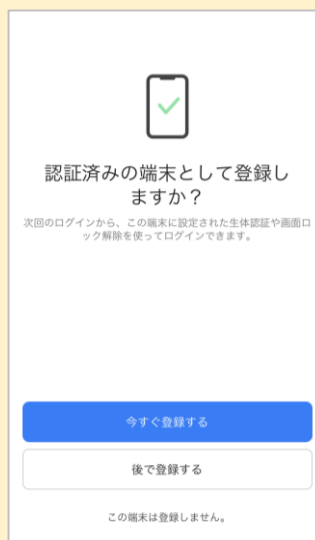 認証済みの端末として登録し
ますか？
次回のログインから、この端末に設定された生体認証や画面ロ
ック解除を使ってログインできます。
今すぐ登録する
後で登録する
この端末は登録しません。